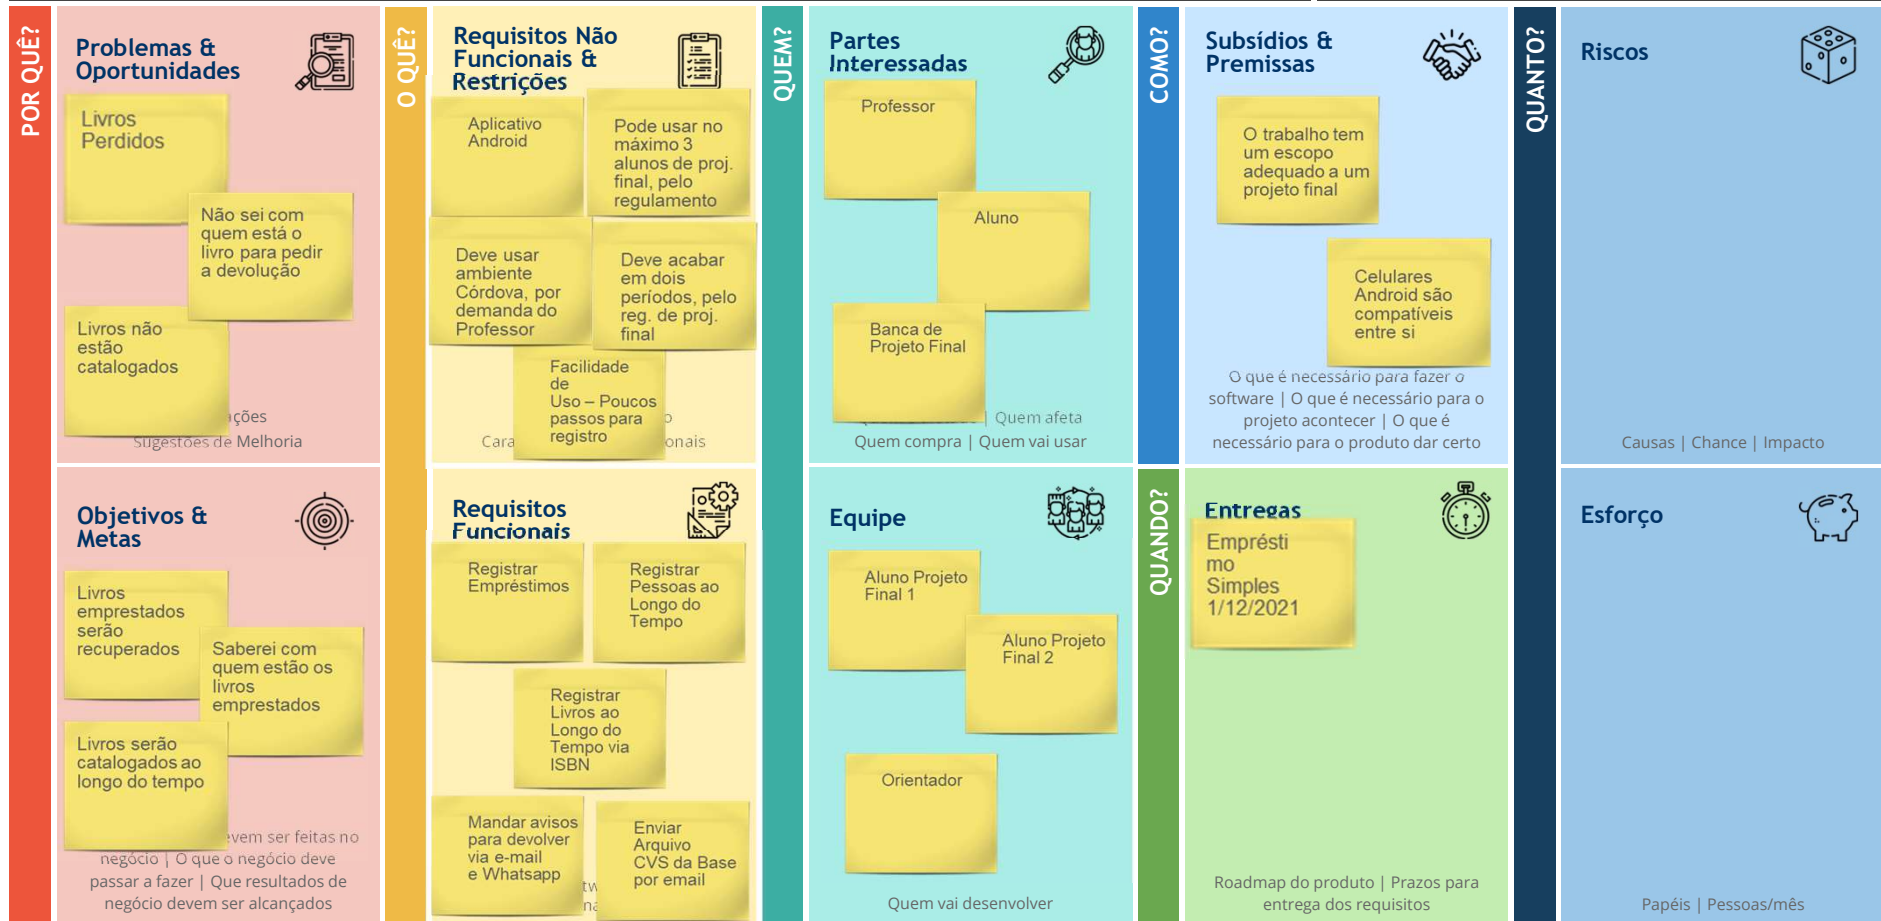 POR QUÊ?
Problemas &
Oportunidades
Livros
Perdidos
Não sei com
quem está o
livro para pedir
a devolução
Livros não
estão
catalogados
Sugestões de Melhoria
O QUÊ?
Requisitos Não
Funcionais &
Restrições
Aplicativo
Android
Pode usar no
máximo 3
alunos de proj.
final, pelo
regulamento
Deve usar
ambiente
Córdova, por
demanda do
Professor
Deve acabar
em dois
períodos, pelo
reg. de proj.
final
Facilidade
de
Uso – Poucos
passos para
registro
QUEM?
Partes
Interessadas
Professor
Aluno
Banca de
Projeto Final
| Quem afeta
Quem compra | Quem vai usar
COMO?
Subsídios &
Premissas
O trabalho tem
um escopo
adequado a um
projeto final
Celulares
Android são
compatíveis
entre si
O que é necessário para fazer o
software | O que é necessário para o
projeto acontecer | O que é
necessário para o produto dar certo
QUANTO?
Riscos
Causas | Chance | Impacto
Objetivos &
Metas
Livros
emprestados
serão
recuperados
Saberei com
quem estão os
livros
emprestados
Livros serão
catalogados ao
longo do tempo
evem ser feitas no
negócio | O que o negócio deve
passar a fazer | Que resultados de
negócio devem ser alcançados
Requisitos
Funcionais
Registrar
Empréstimos
Registrar
Pessoas ao
Longo do
Tempo
Registrar
Livros ao
Longo do
Tempo via
ISBN
Mandar avisos
para devolver
via e-mail
e Whatsapp
Enviar
Arquivo
CVS da Base
por email
Equipe
Aluno Projeto
Final 1
Aluno Projeto
Final 2
Orientador
Quem vai desenvolver
QUANDO?
Entregas
Emprésti
mo
Simples
1/12/2021
Roadmap do produto | Prazos para
entrega dos requisitos
Esforço
Papéis | Pessoas/mês